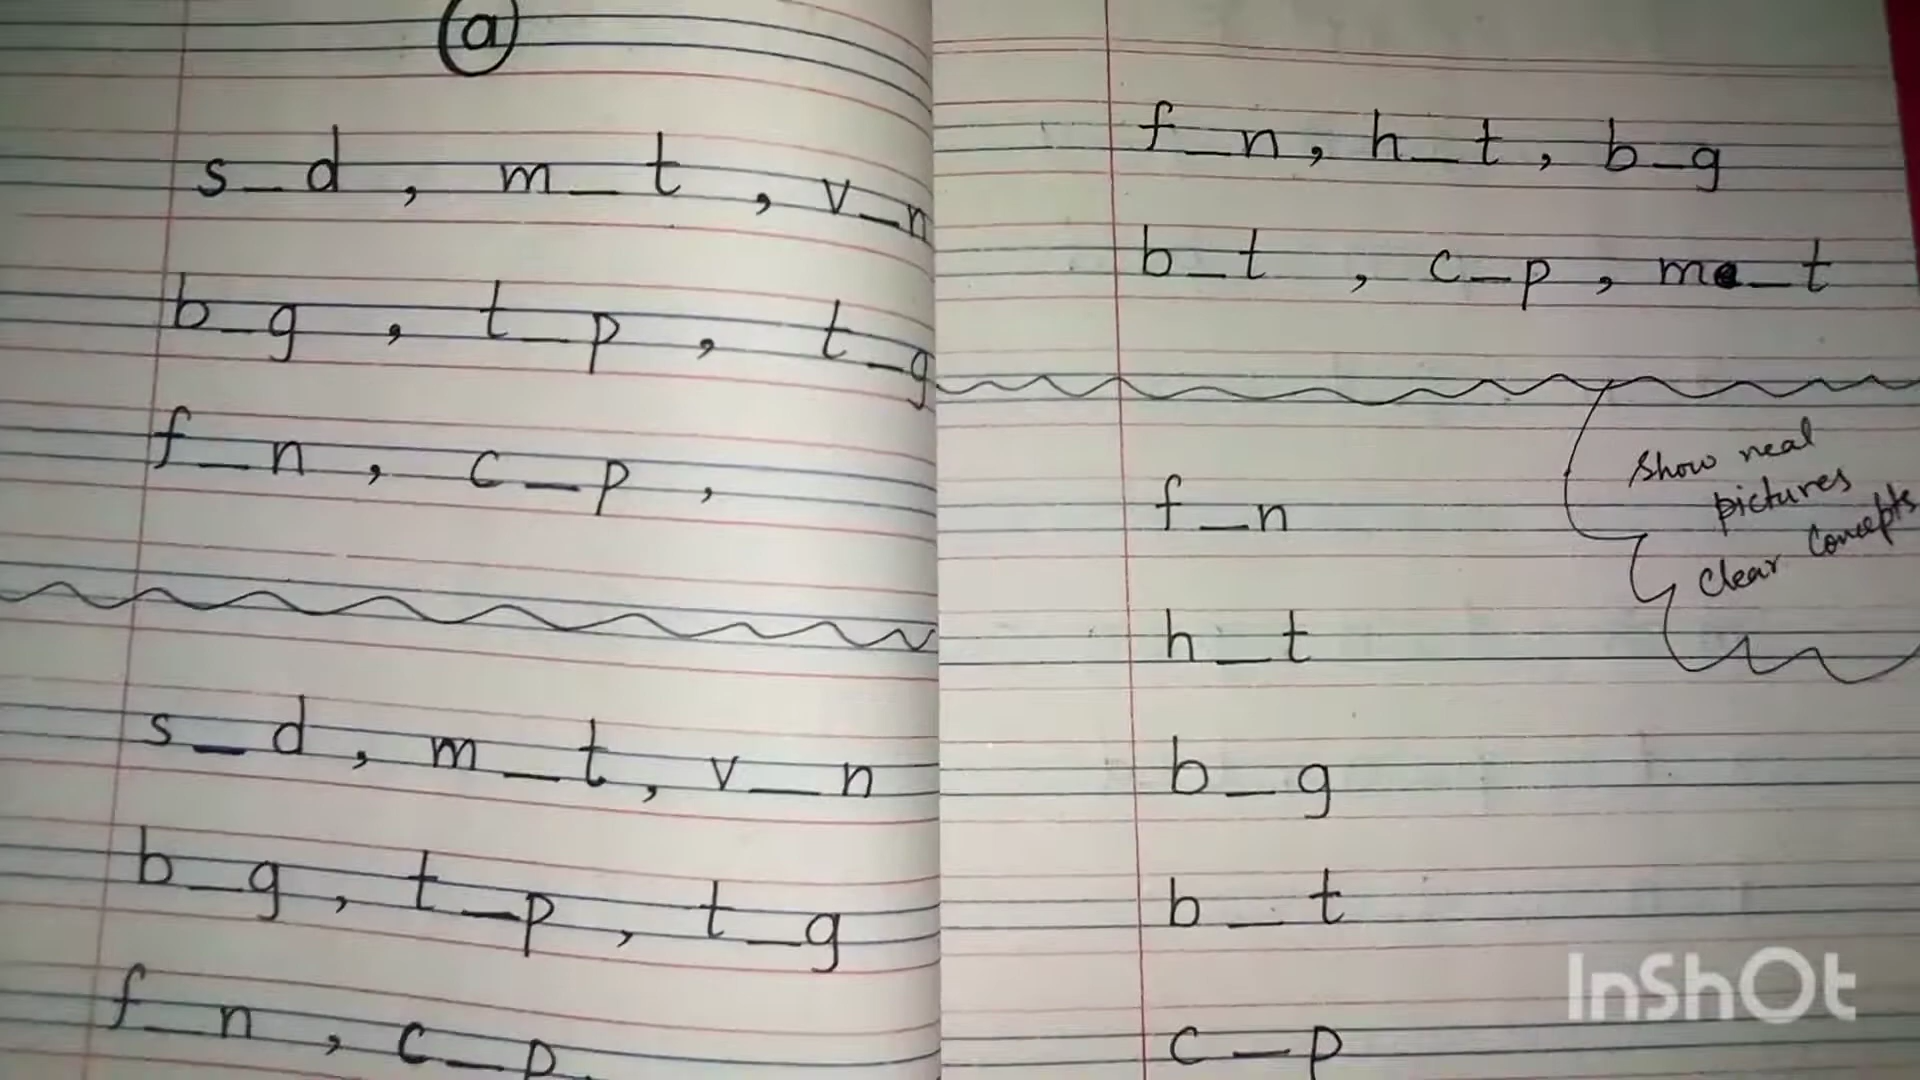 a
s_d, m_t, v_n
b_g, t_p, t_g
f_n, c_p,
s_d, m_t, v_n
b_g, t_p, t_g
f_n, c_p
f_n, h_t, b_g
b_t, c_p, m_t
Show real
pictures
clear concepts
f_n
h_t
b_g
b_t
c_p
InShOt